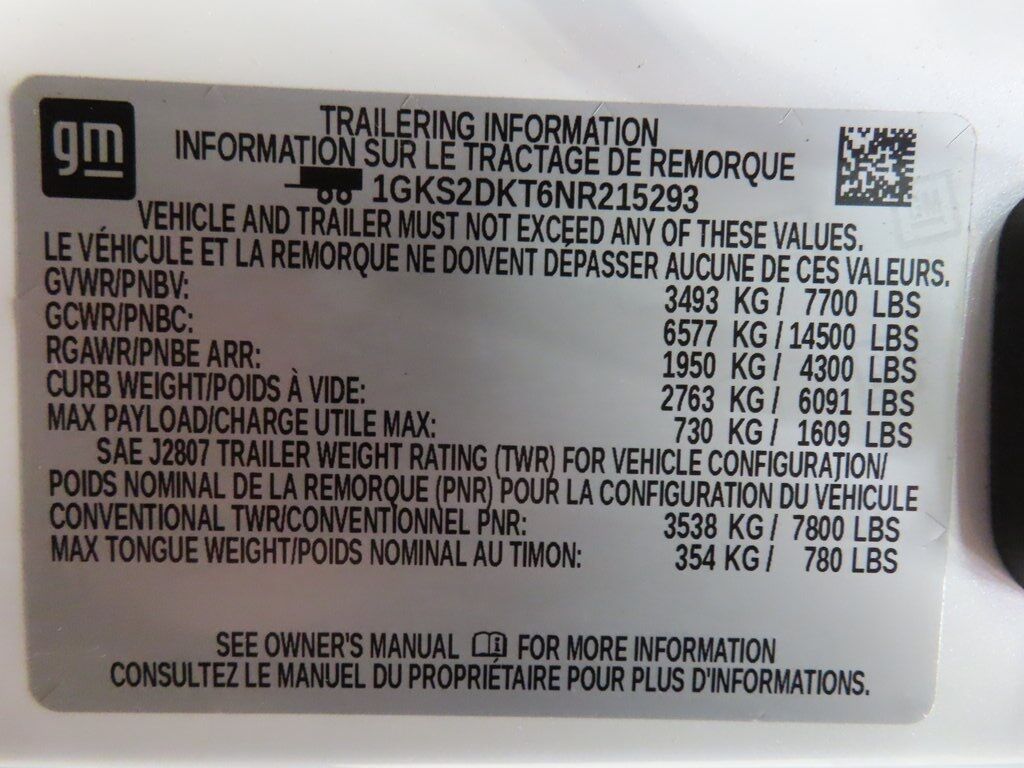 gm
TRAILERING INFORMATION
INFORMATION SUR LE TRACTAGE DE REMORQUE
1GKS2DKT6NR215293
VEHICLE AND TRAILER MUST NOT EXCEED ANY OF THESE VALUES.
LE VÉHICULE ET LA REMORQUE NE DOIVENT DÉPASSER AUCUNE DE CES VALEURS.
GVWR/PNBV: 3493 KG / 7700 LBS
GCWR/PNBC: 6577 KG / 14500 LBS
RGAWR/PNBE ARR: 1950 KG / 4300 LBS
CURB WEIGHT/POIDS À VIDE: 2763 KG / 6091 LBS
MAX PAYLOAD/CHARGE UTILE MAX: 730 KG / 1609 LBS
SAE J2807 TRAILER WEIGHT RATING (TWR) FOR VEHICLE CONFIGURATION/
POIDS NOMINAL DE LA REMORQUE (PNR) POUR LA CONFIGURATION DU VÉHICULE
CONVENTIONAL TWR/CONVENTIONNEL PNR: 3538 KG / 7800 LBS
MAX TONGUE WEIGHT/POIDS NOMINAL AU TIMON: 354 KG / 780 LBS
SEE OWNER'S MANUAL FOR MORE INFORMATION
CONSULTEZ LE MANUEL DU PROPRIÉTAIRE POUR PLUS D'INFORMATIONS.